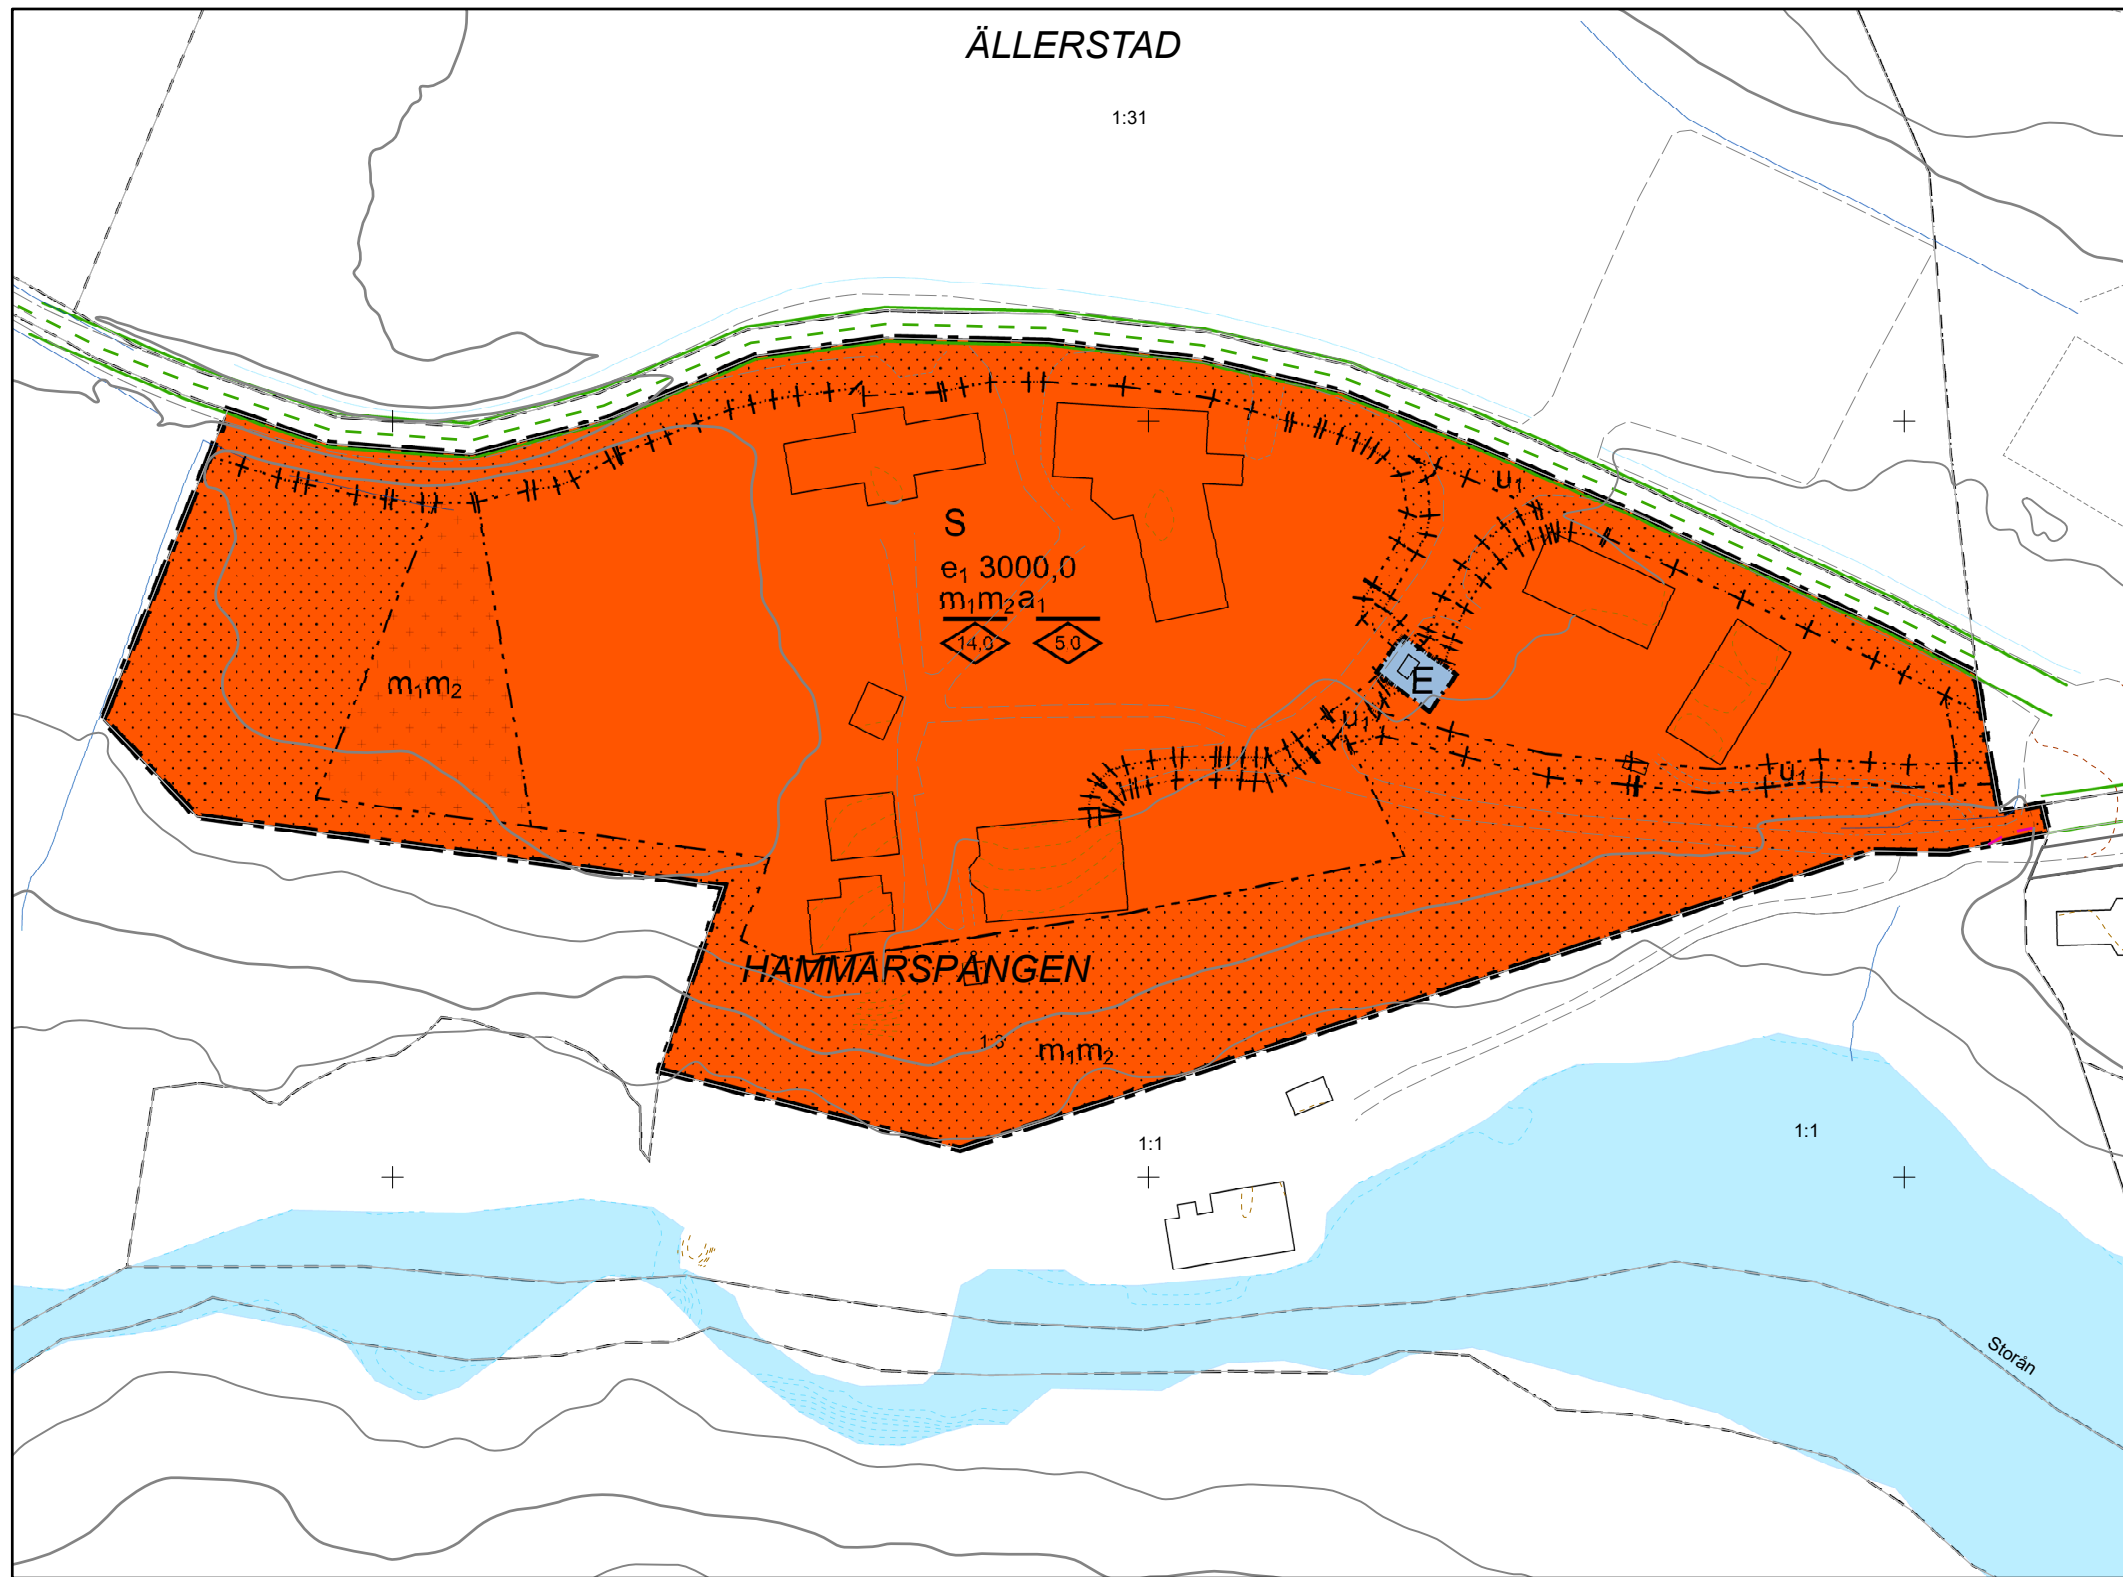 ÄLLERSTAD
1:31
u₁
S
e₁ 3000,0
m₁m₂a₁
14,0 5,0
m₁m₂
E
u₁
u₁
HAMMARSPÅNGEN
1:3
m₁m₂
1:1
1:1
Storån